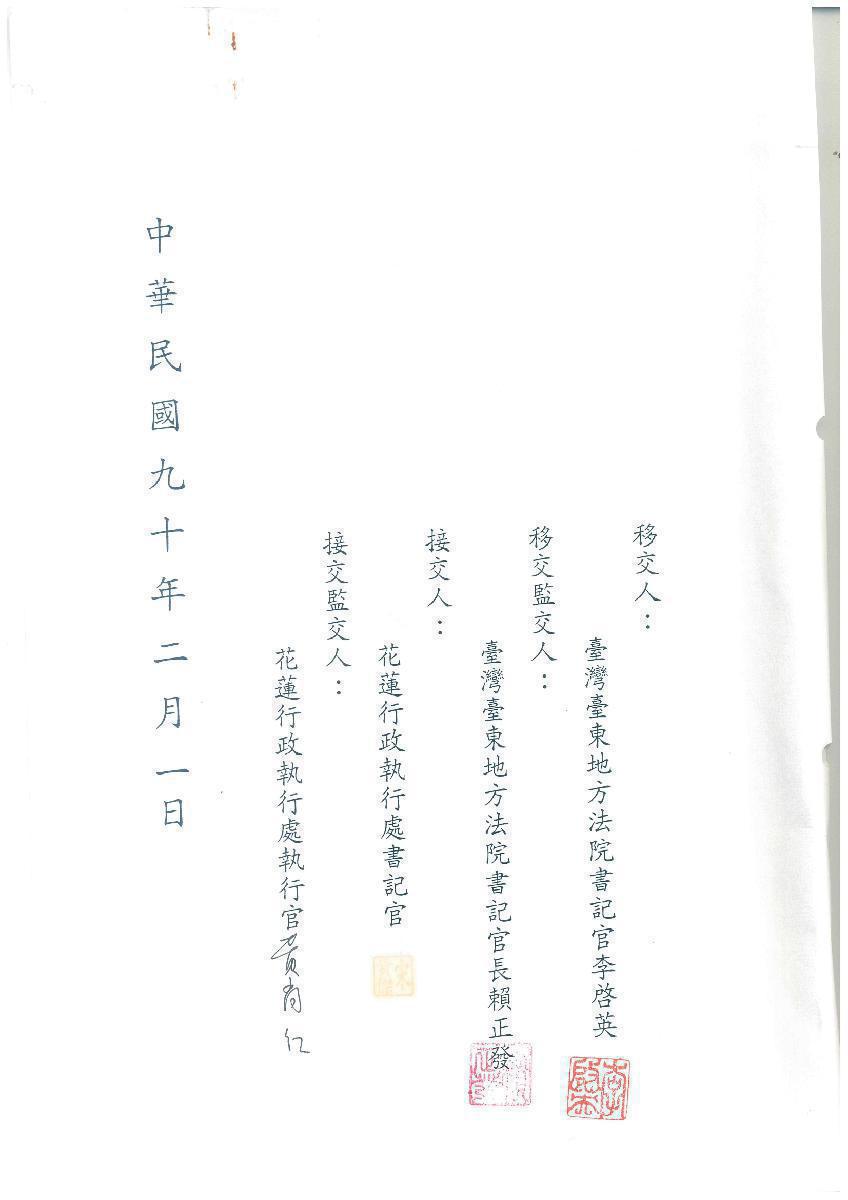 移交人：
臺灣臺東地方法院書記官李啓英
移交監交人：
臺灣臺東地方法院書記官長賴正發
接交人：
花蓮行政執行處書記官
接交監交人：
花蓮行政執行處執行官
中華民國九十年二月一日